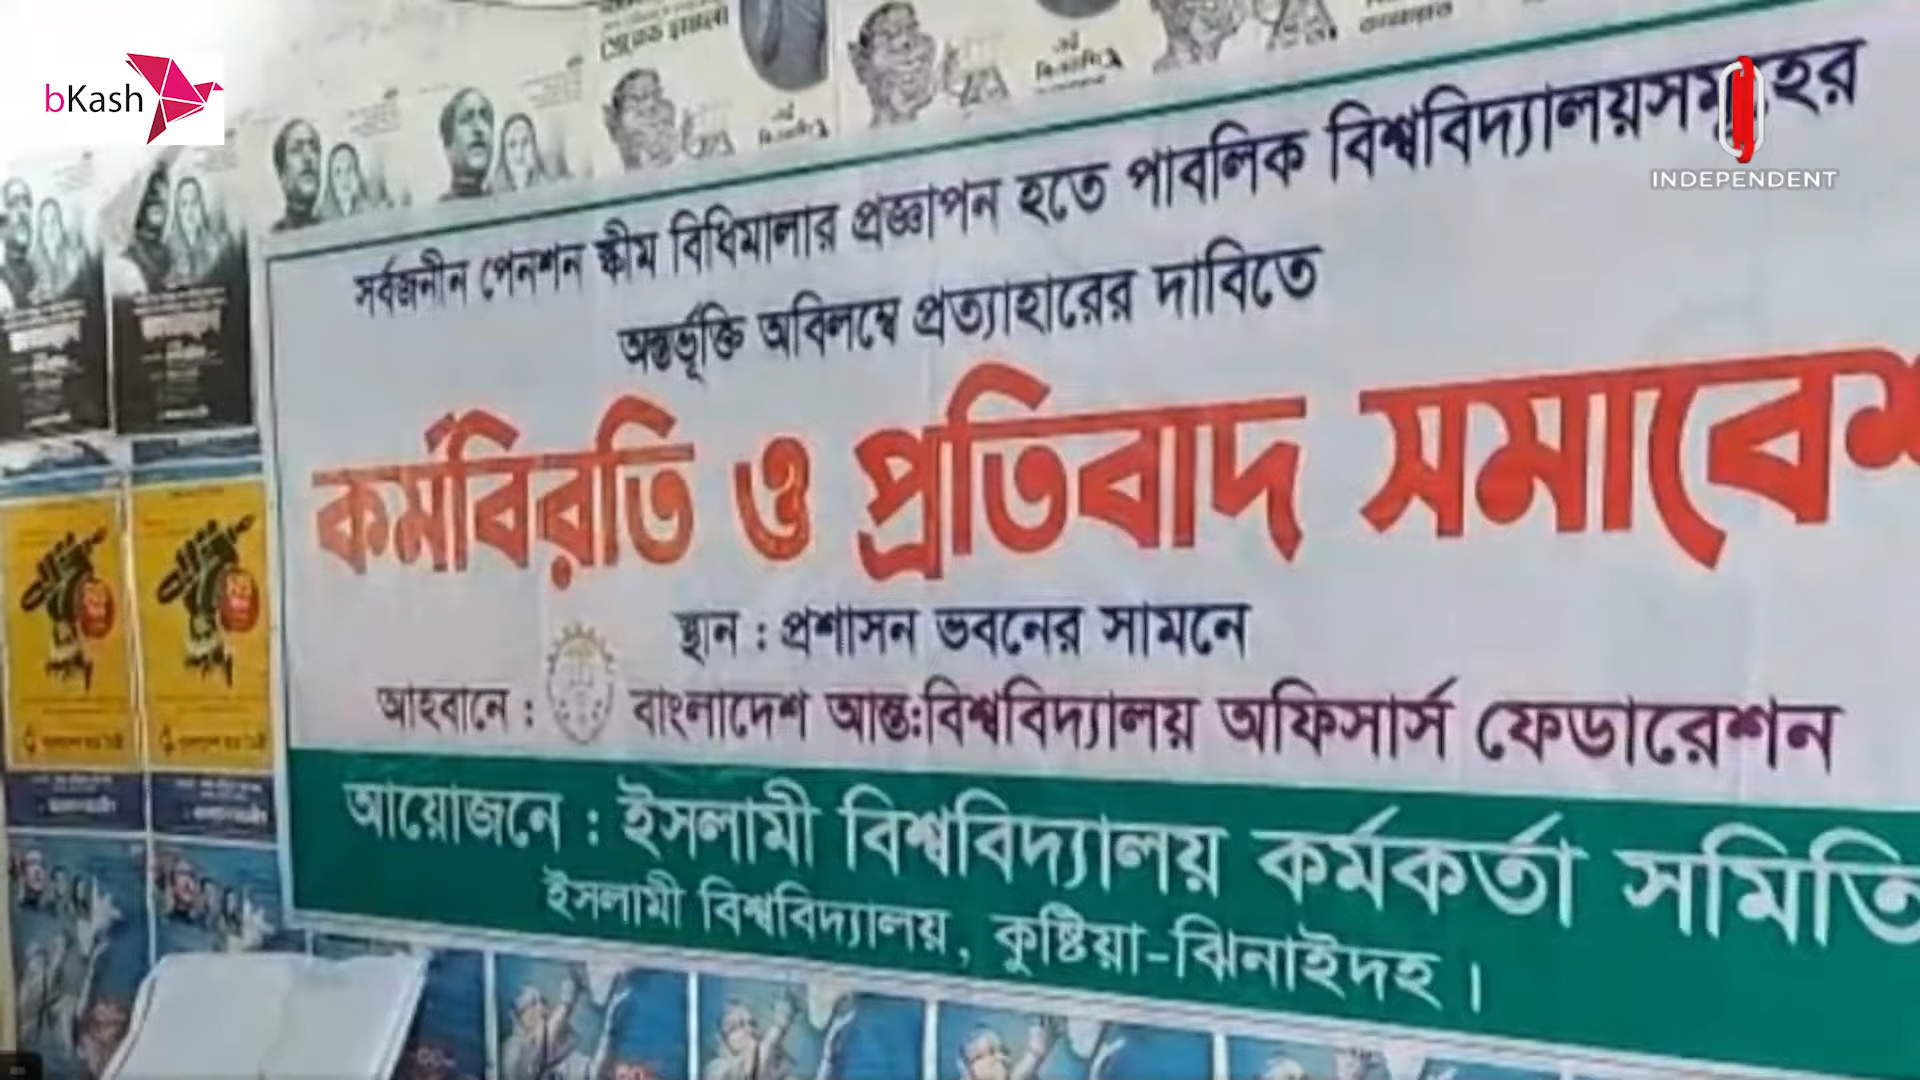 bKash
INDEPENDENT
সর্বজনীন পেনশন স্কীম বিধিমালার প্রজ্ঞাপন হতে পাবলিক বিশ্ববিদ্যালয়সমূহের
অন্তর্ভূক্তি অবিলম্বে প্রত্যাহারের দাবিতে
কর্মবিরতি ও প্রতিবাদ সমাবেশ
স্থান : প্রশাসন ভবনের সামনে
আহবানে : বাংলাদেশ আন্ত:বিশ্ববিদ্যালয় অফিসার্স ফেডারেশন
আয়োজনে : ইসলামী বিশ্ববিদ্যালয় কর্মকর্তা সমিতি
ইসলামী বিশ্ববিদ্যালয়, কুষ্টিয়া-ঝিনাইদহ।